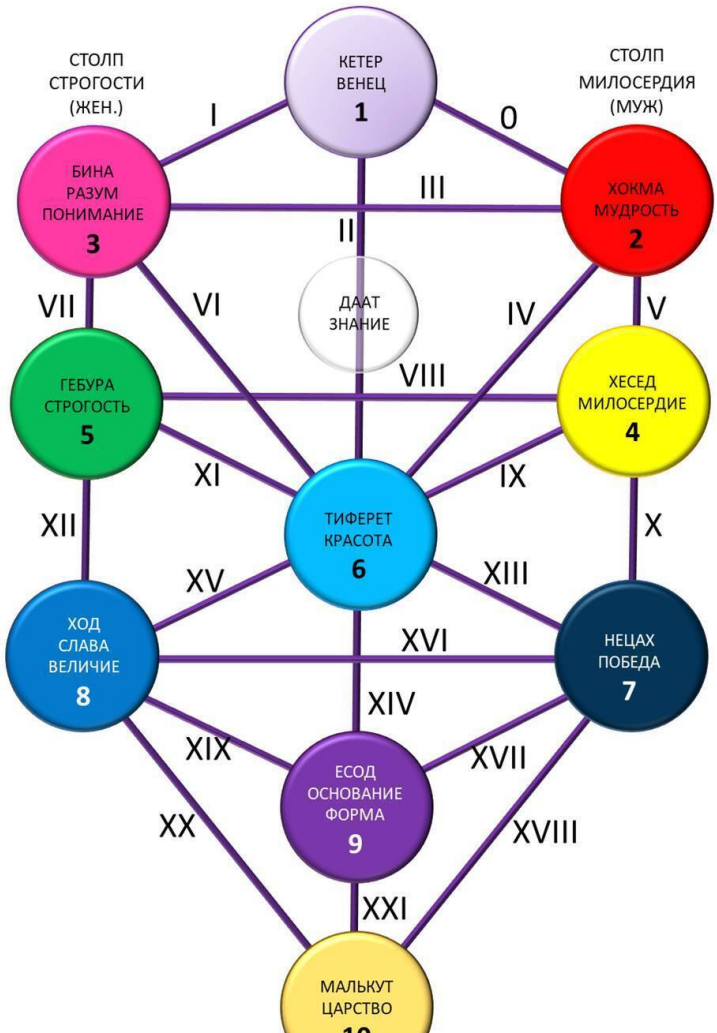 СТОЛП
СТРОГОСТИ
(ЖЕН.)
КЕТЕР
ВЕНЕЦ
1
СТОЛП
МИЛОСЕРДИЯ
(МУЖ)
I
0
БИНА
РАЗУМ
ПОНИМАНИЕ
3
III
ХОКМА
МУДРОСТЬ
2
II
VII
VI
ДААТ
ЗНАНИЕ
IV
V
VIII
ГЕБУРА
СТРОГОСТЬ
5
ХЕСЕД
МИЛОСЕРДИЕ
4
XI
IX
XII
ТИФЕРЕТ
КРАСОТА
6
X
XV
XIII
ХОД
СЛАВА
ВЕЛИЧИЕ
8
XVI
НЕЦАХ
ПОБЕДА
7
XIV
XIX
XVII
ЕСОД
ОСНОВАНИЕ
ФОРМА
9
XX
XVIII
XXI
МАЛЬКУТ
ЦАРСТВО
10